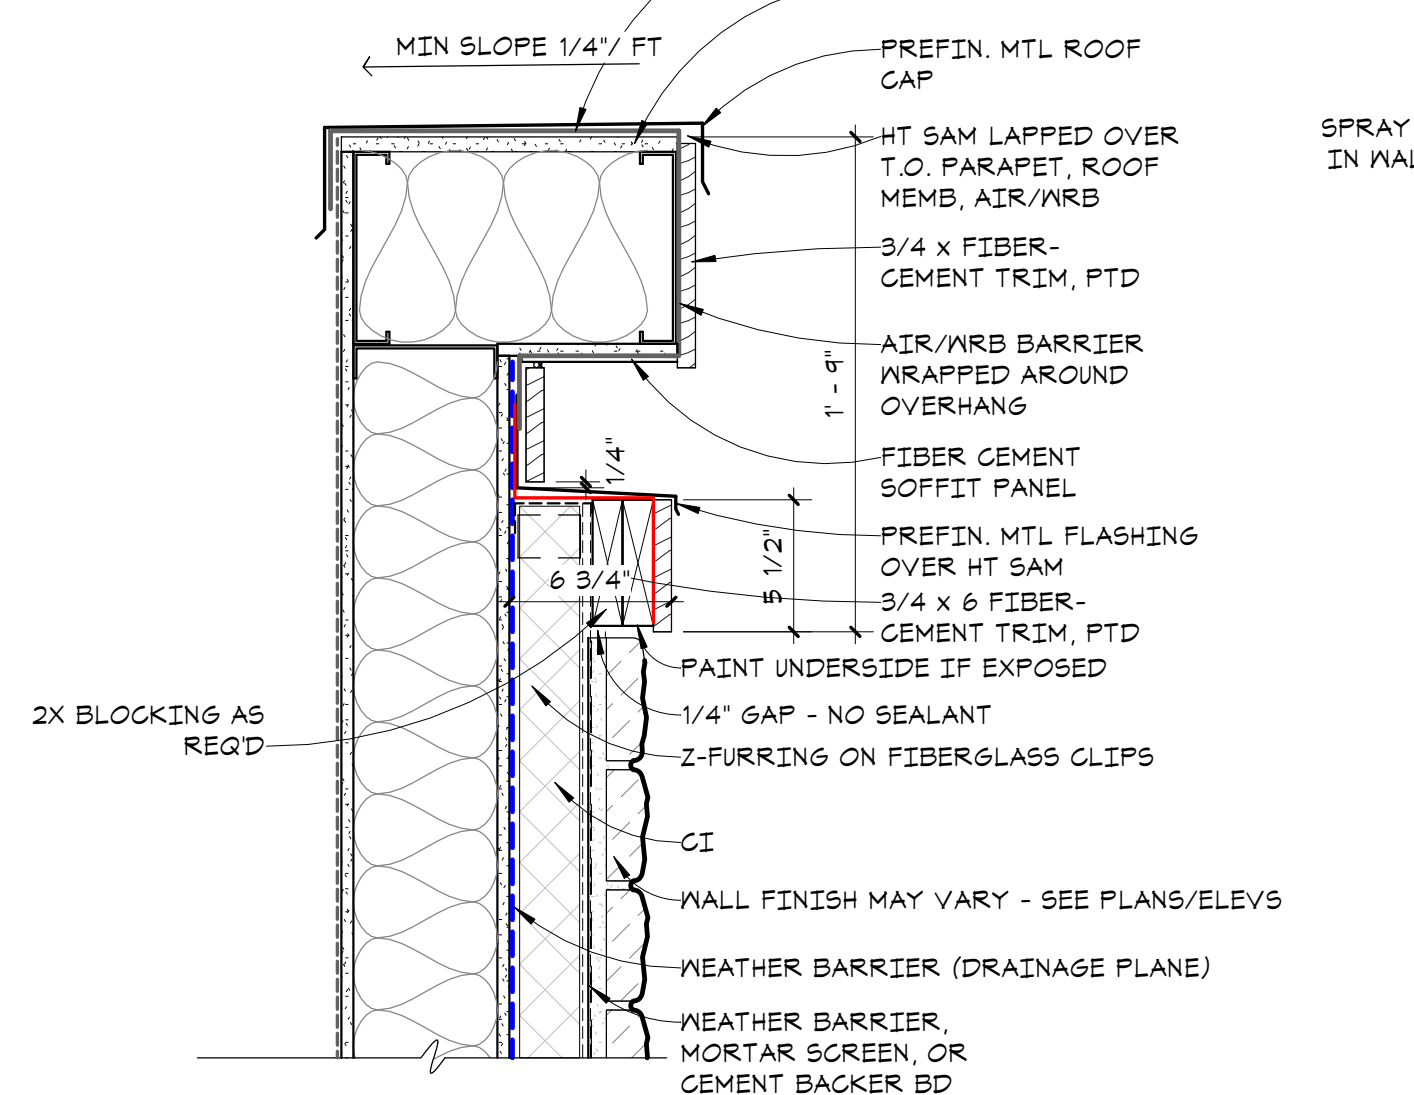 MIN SLOPE 1/4"/ FT
PREFIN. MTL ROOF
CAP
HT SAM LAPPED OVER
T.O. PARAPET, ROOF
MEMB, AIR/WRB
SPRAY
IN WAL
3/4 x FIBER-
CEMENT TRIM, PTD
AIR/WRB BARRIER
WRAPPED AROUND
OVERHANG
1' - 9"
FIBER CEMENT
SOFFIT PANEL
1/4"
PREFIN. MTL FLASHING
OVER HT SAM
5 1/2"
6 3/4"
3/4 x 6 FIBER-
CEMENT TRIM, PTD
PAINT UNDERSIDE IF EXPOSED
2X BLOCKING AS
REQ'D
1/4" GAP - NO SEALANT
Z-FURRING ON FIBERGLASS CLIPS
CI
WALL FINISH MAY VARY - SEE PLANS/ELEVS
WEATHER BARRIER (DRAINAGE PLANE)
WEATHER BARRIER,
MORTAR SCREEN, OR
CEMENT BACKER BD